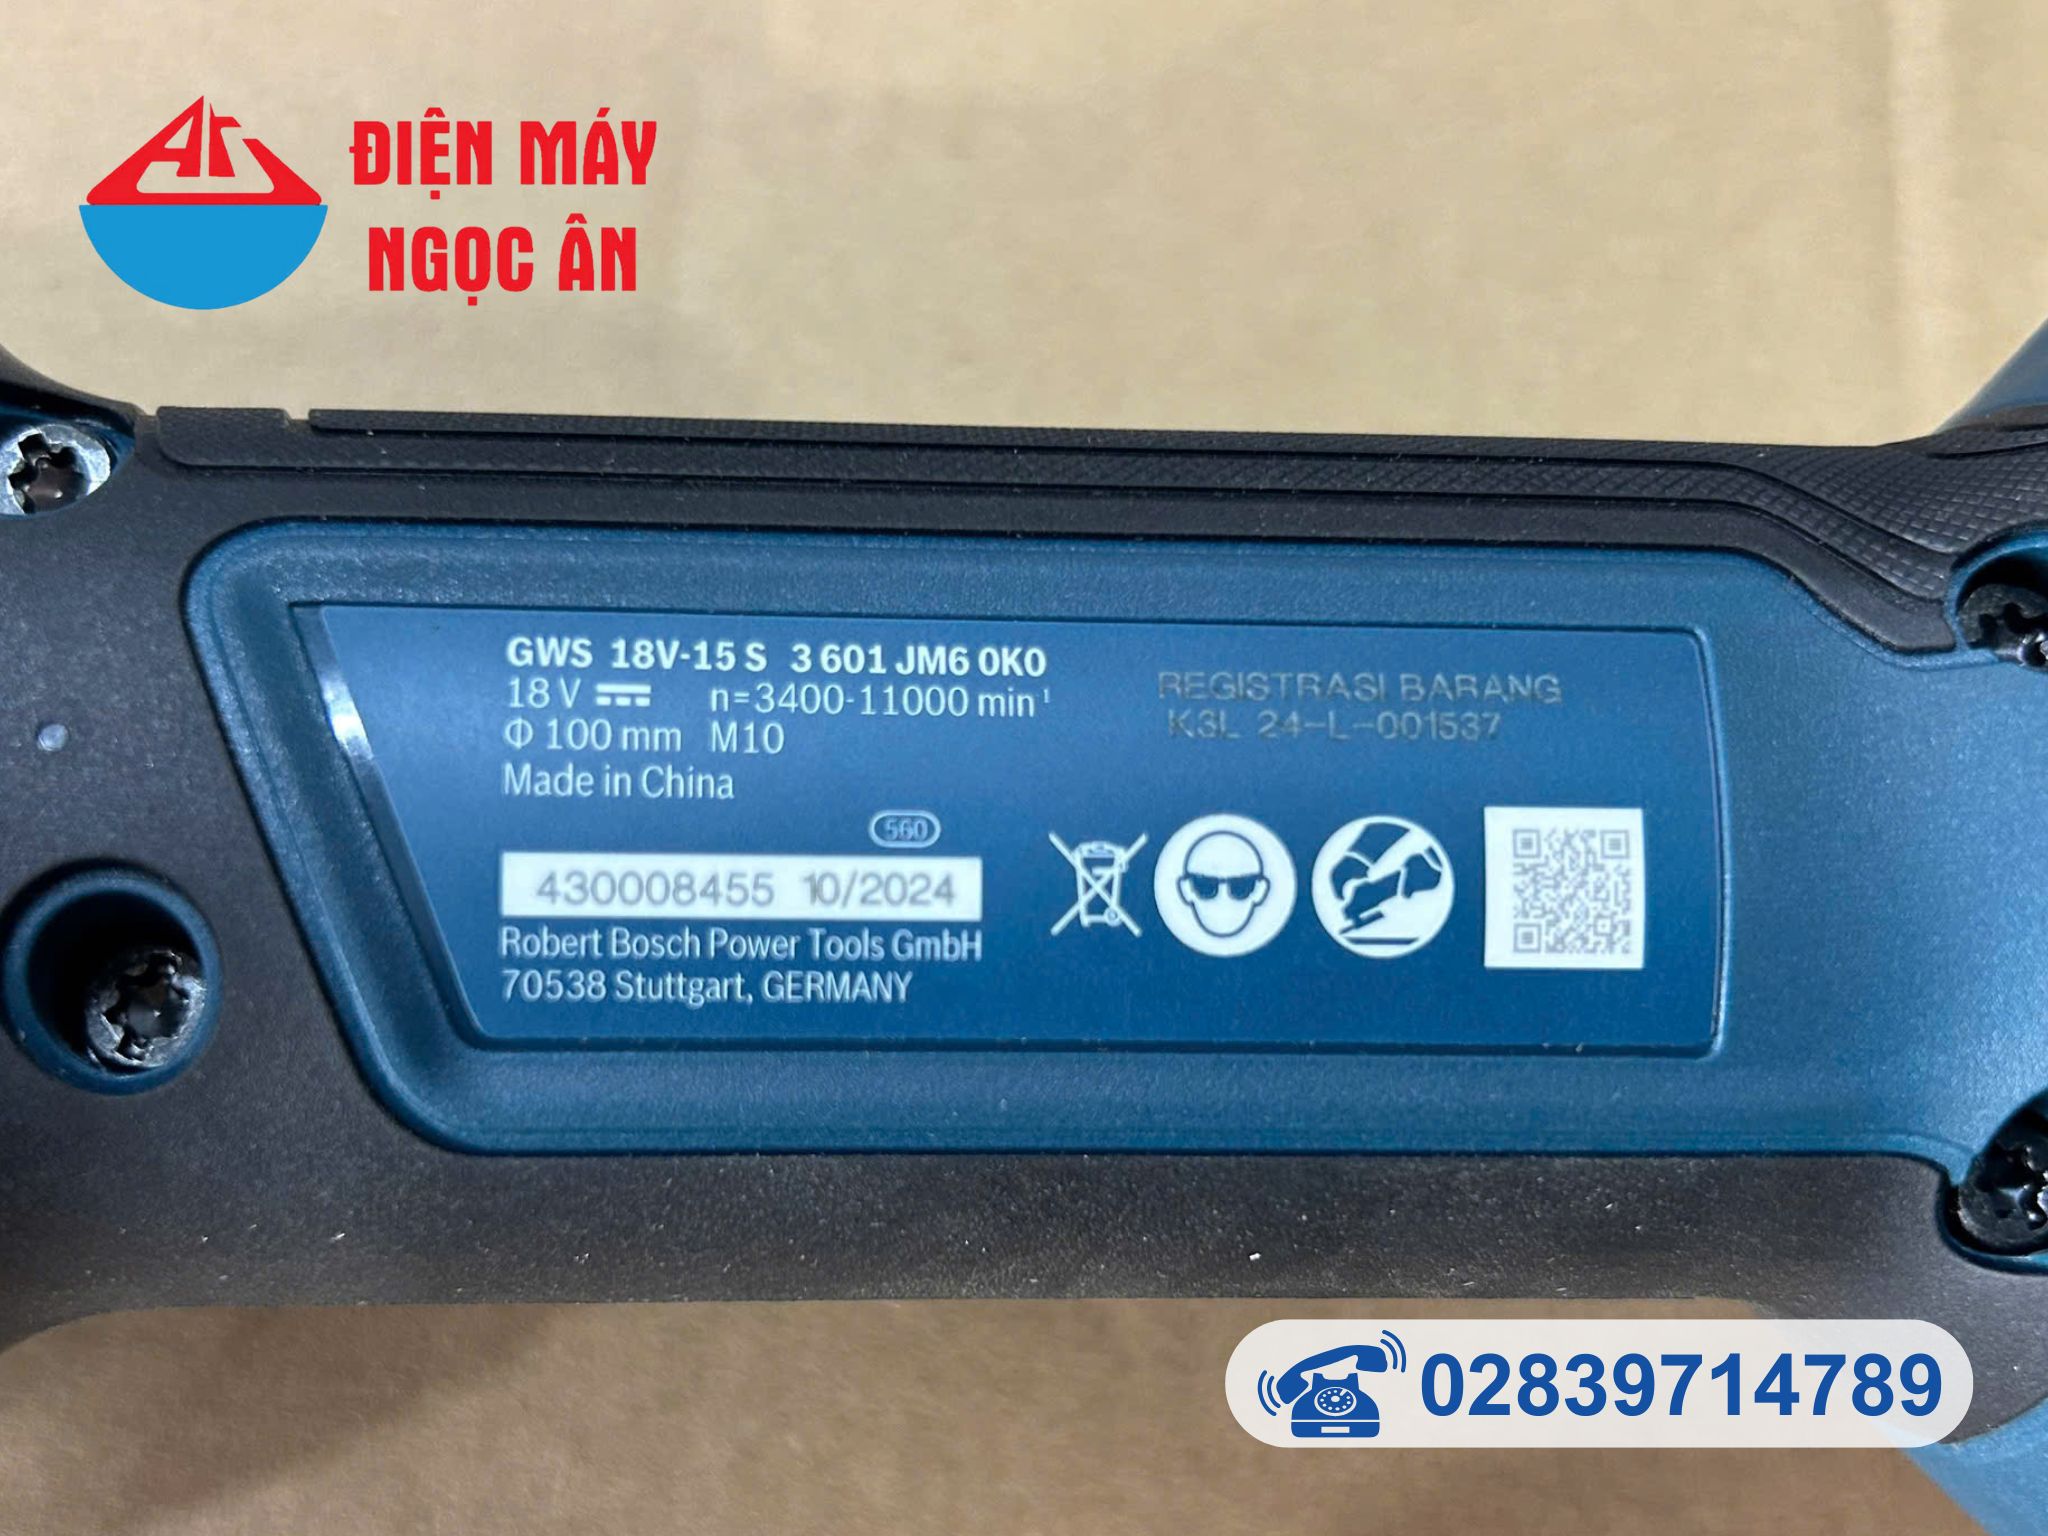 ĐIỆN MÁY
NGỌC ÂN
GWS 18V-15 S 3 601 JM6 0K0
18 V n=3400-11000 min⁻¹
Φ 100 mm M10
Made in China
REGISTRASI BARANG
K3L 24-L-001537
560
430008455 10/2024
Robert Bosch Power Tools GmbH
70538 Stuttgart, GERMANY
02839714789